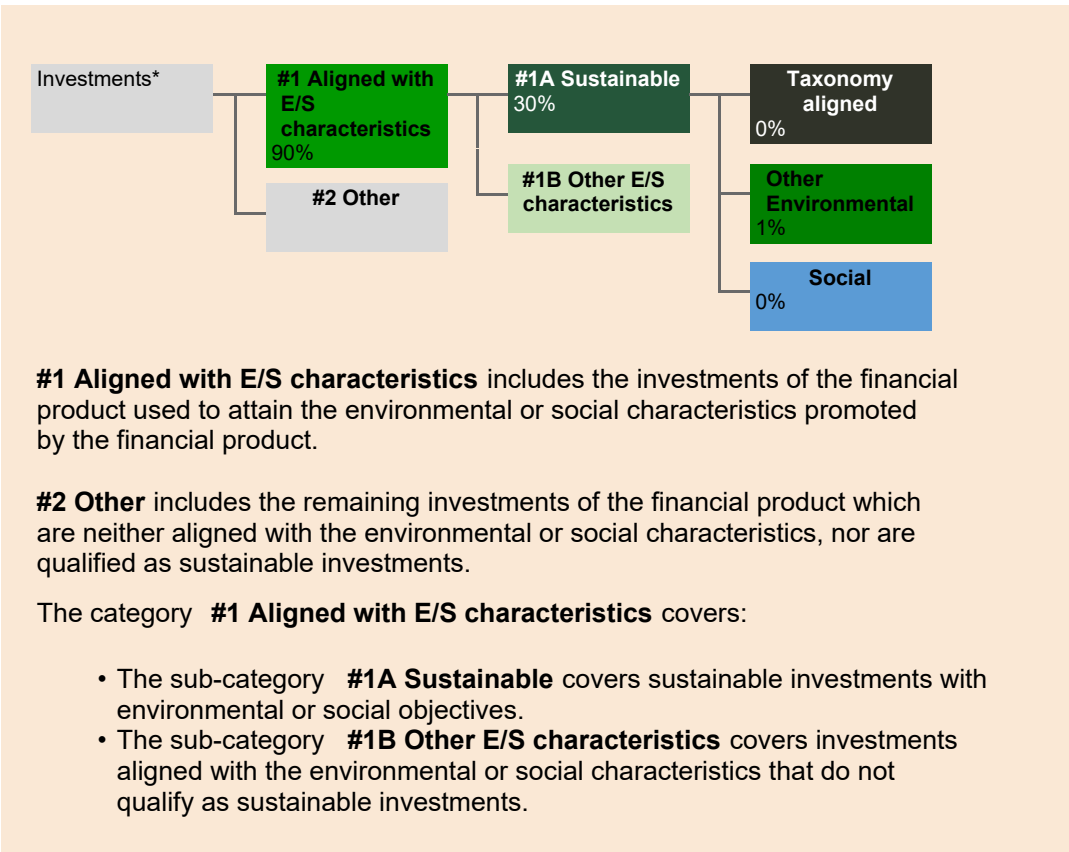 Investments*
#1 Aligned with
E/S
characteristics
90%
#2 Other
#1A Sustainable
30%
#1B Other E/S
characteristics
Taxonomy
aligned
0%
Other
Environmental
1%
Social
0%
#1 Aligned with E/S characteristics includes the investments of the financial
product used to attain the environmental or social characteristics promoted
by the financial product.
#2 Other includes the remaining investments of the financial product which
are neither aligned with the environmental or social characteristics, nor are
qualified as sustainable investments.
The category #1 Aligned with E/S characteristics covers:
• The sub-category #1A Sustainable covers sustainable investments with
environmental or social objectives.
• The sub-category #1B Other E/S characteristics covers investments
aligned with the environmental or social characteristics that do not
qualify as sustainable investments.